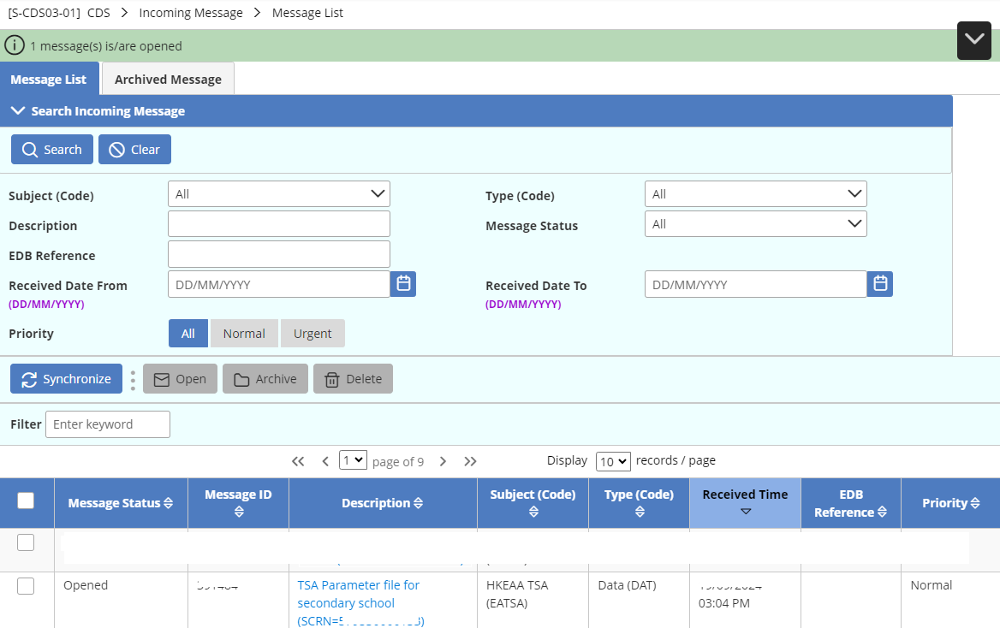 [S-CDS03-01] CDS > Incoming Message > Message List
1 message(s) is/are opened
Message List Archived Message
Search Incoming Message
Search Clear
Subject (Code) All Type (Code) All
Description Message Status All
EDB Reference
Received Date From DD/MM/YYYY Received Date To DD/MM/YYYY
(DD/MM/YYYY) (DD/MM/YYYY)
Priority All Normal Urgent
Synchronize Open Archive Delete
Filter Enter keyword
1 page of 9 Display 10 records / page
Message Status Message ID Description Subject (Code) Type (Code) Received Time EDB Reference Priority
Opened TSA Parameter file for HKEAA TSA Data (DAT) Normal
secondary school (EATSA) 03:04 PM
(SCRN=